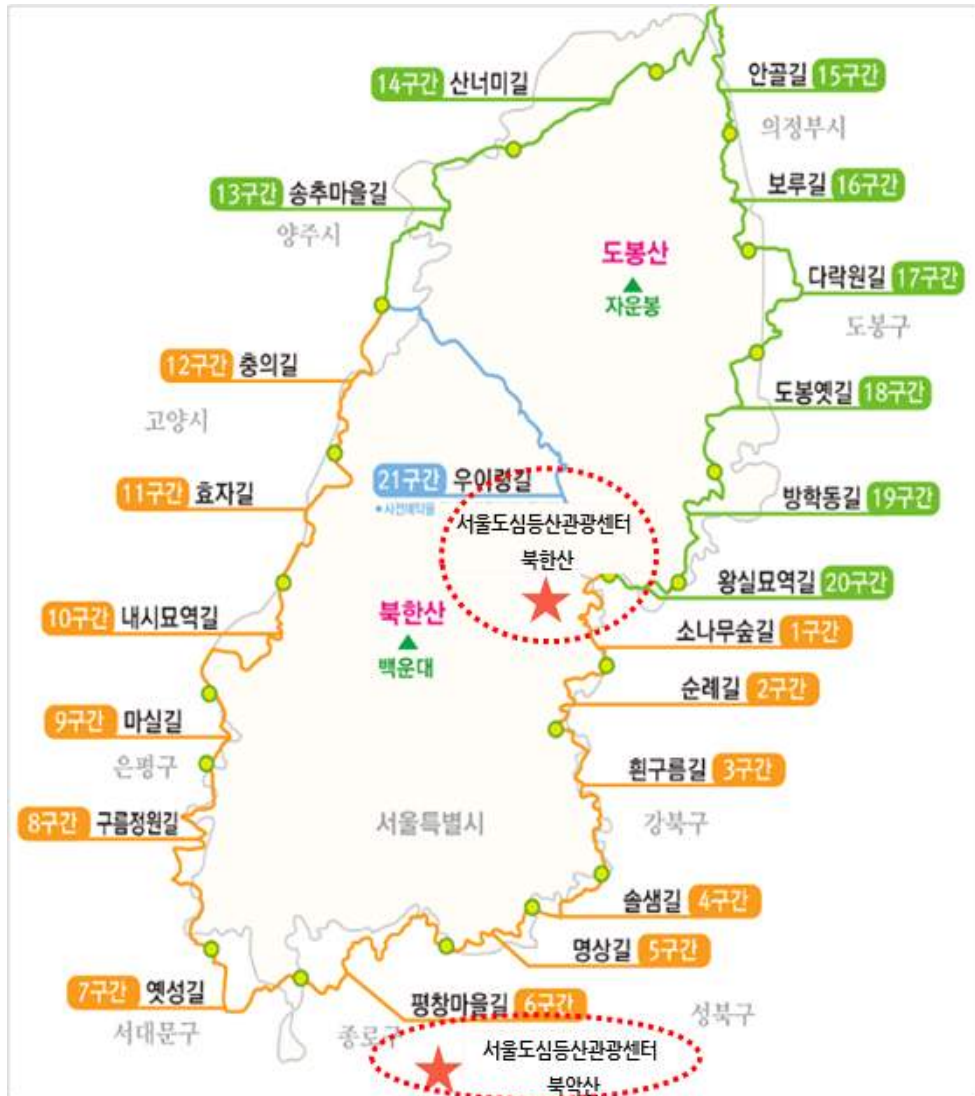 14구간 산너미길
안골길 15구간
의정부시
보루길 16구간
13구간 송추마을길
양주시
도봉산
자운봉
다락원길 17구간
도봉구
12구간 충의길
고양시
도봉옛길 18구간
21구간 우이령길
11구간 효자길
방학동길 19구간
서울도심등산관광센터
북한산
왕실묘역길 20구간
10구간 내시묘역길
북한산
백운대
소나무숲길 1구간
순례길 2구간
9구간 마실길
은평구
흰구름길 3구간
강북구
8구간 구름정원길
서울특별시
솔샘길 4구간
명상길 5구간
7구간 옛성길
서대문구
평창마을길 6구간
종로구
성북구
서울도심등산관광센터
북악산